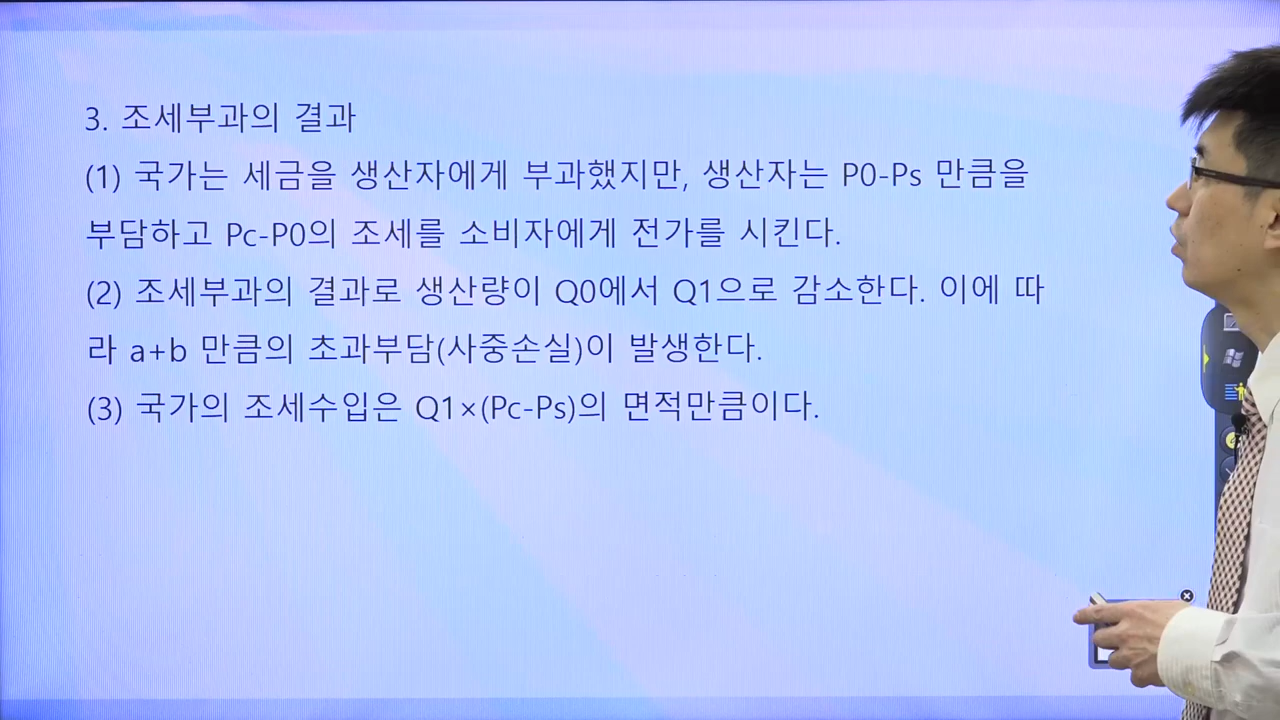 3. 조세부과의 결과
(1) 국가는 세금을 생산자에게 부과했지만, 생산자는 P0-Ps 만큼을
부담하고 Pc-P0의 조세를 소비자에게 전가를 시킨다.
(2) 조세부과의 결과로 생산량이 Q0에서 Q1으로 감소한다. 이에 따
라 a+b 만큼의 초과부담(사중손실)이 발생한다.
(3) 국가의 조세수입은 Q1×(Pc-Ps)의 면적만큼이다.